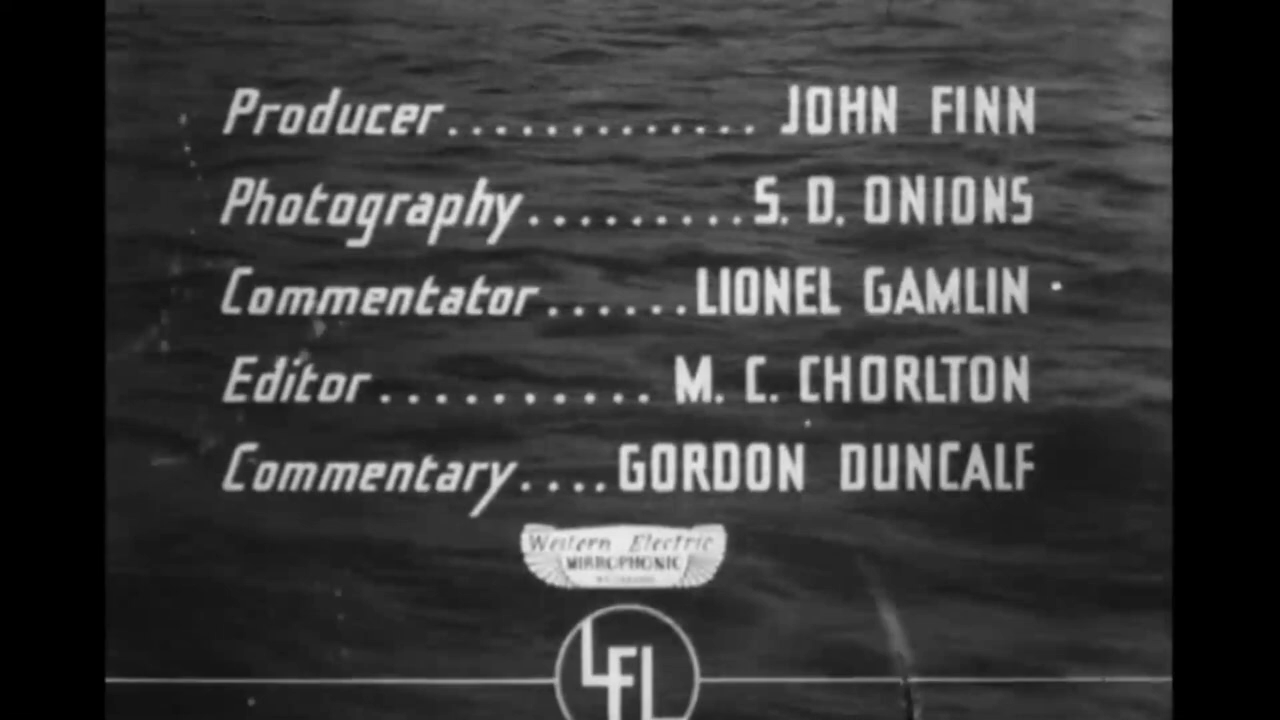 Producer............. JOHN FINN
Photography.........S. D. ONIONS
Commentator......LIONEL GAMLIN
Editor........... M. C. CHORLTON
Commentary....GORDON DUNCALF
Western Electric
MIRROPHONIC
LFL